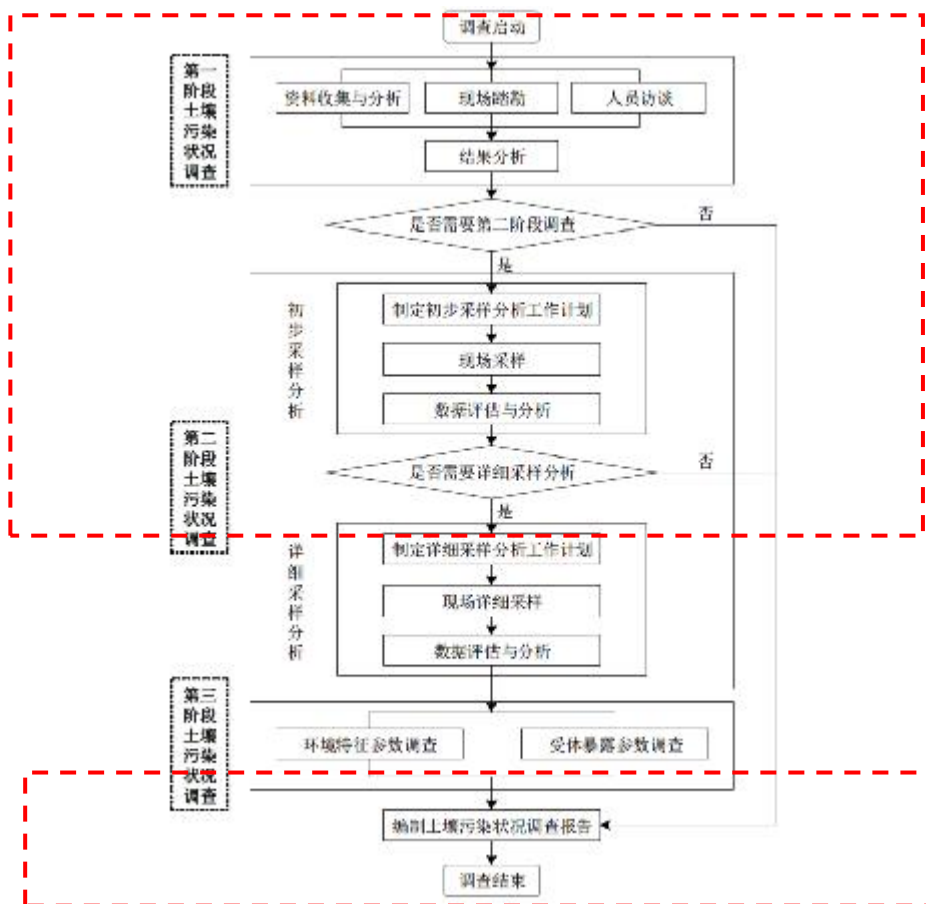 调查启动
第一
阶段
土壤
污染
状况
调查
资料收集与分析
现场踏勘
人员访谈
结果分析
是否需要第二阶段调查
否
是
初步采样分析
制定初步采样分析工作计划
现场采样
数据评估与分析
第二
阶段
土壤
污染
状况
调查
是否需要详细采样分析
否
是
详细采样分析
制定详细采样分析工作计划
现场详细采样
数据评估与分析
第三
阶段
土壤
污染
状况
调查
环境特征参数调查
受体暴露参数调查
编制土壤污染状况调查报告
调查结束